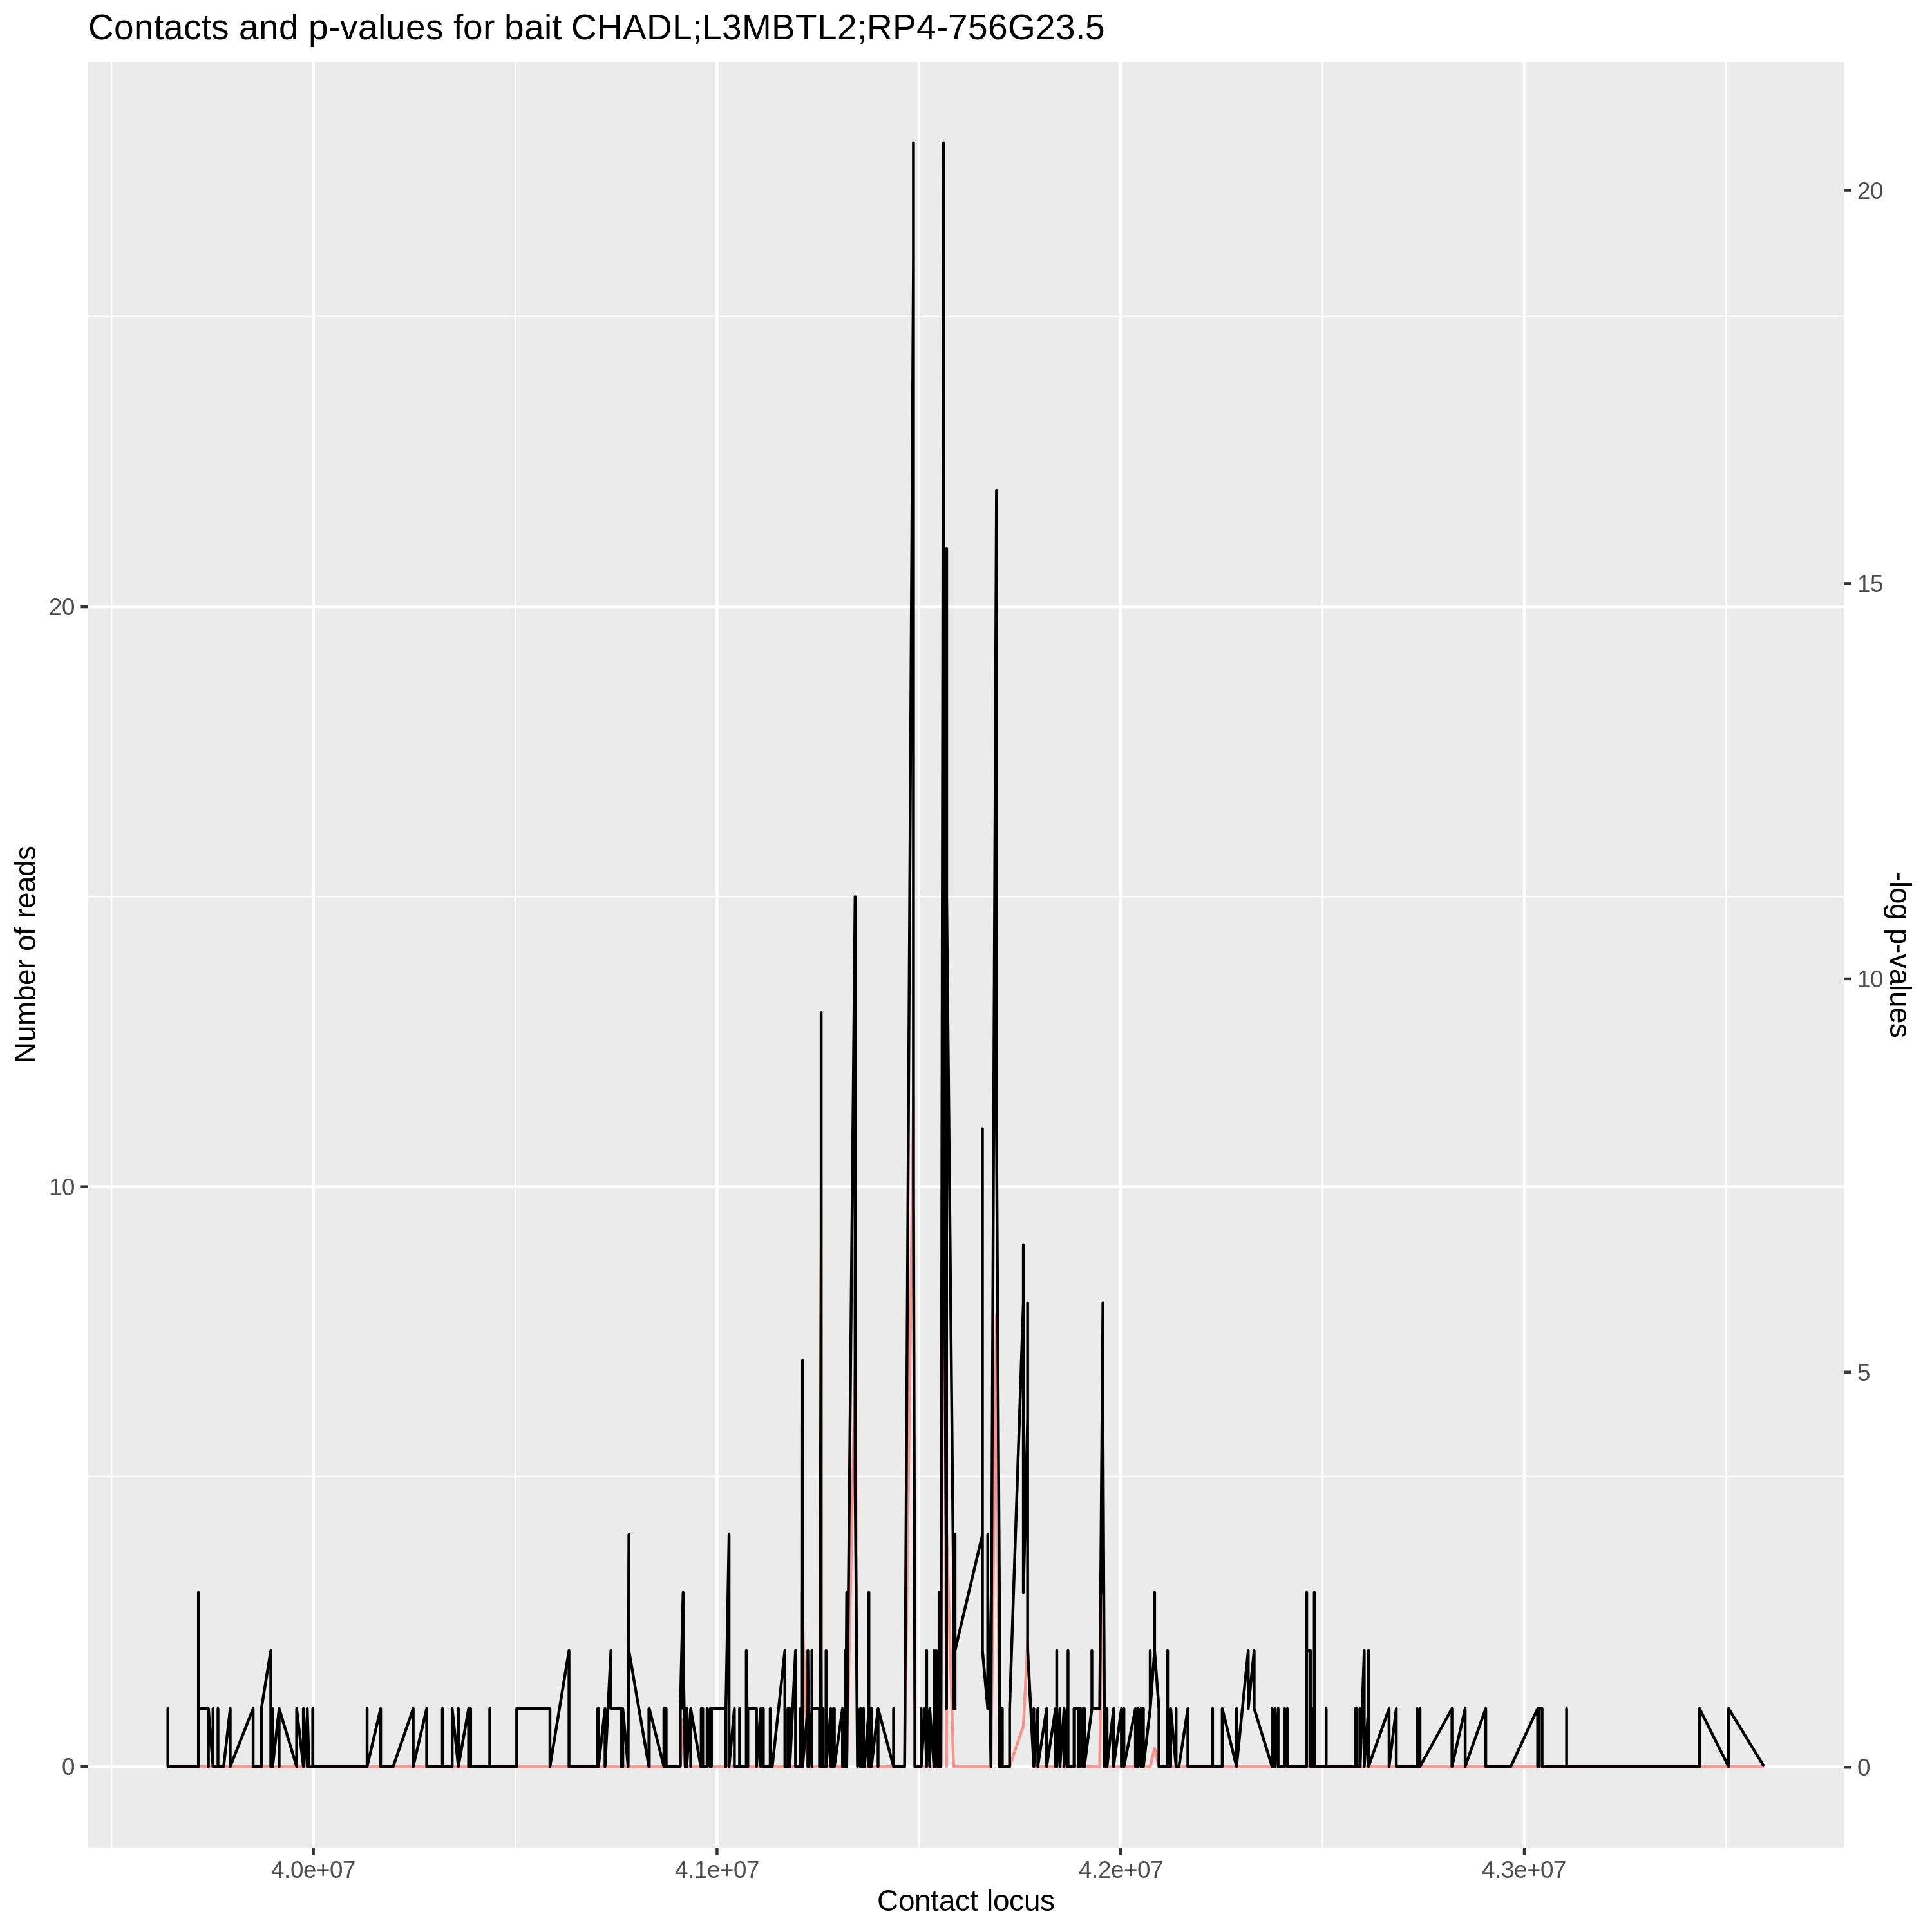 Contacts and p-values for bait CHADL;L3MBTL2;RP4-756G23.5
Number of reads
20
10
0
-log p-values
20
15
10
5
0
4.0e+07
4.1e+07
4.2e+07
4.3e+07
Contact locus